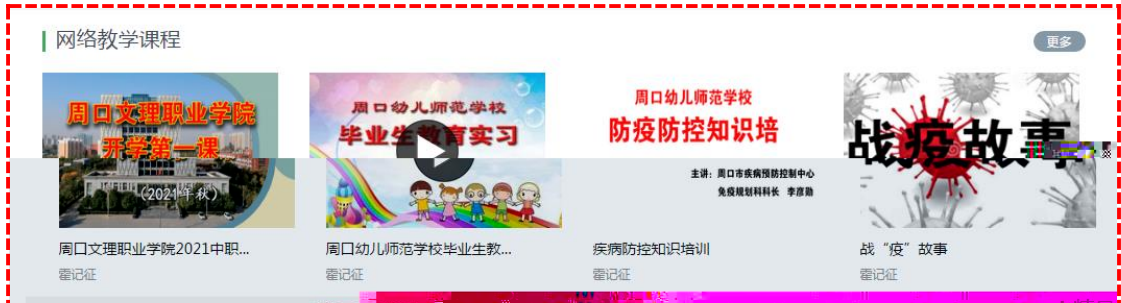 网络教学课程
更多
周口文理职业学院
开学第一课
(2021年秋)
周口幼儿师范学校
毕业生教育实习
周口幼儿师范学校
防疫防控知识培
主讲：周口市疾病预防控制中心
免疫规划科科长 李彦勋
战疫故事
周口文理职业学院2021中职...
周口幼儿师范学校毕业生教...
疾病防控知识培训
战“疫”故事
霍记征
霍记征
霍记征
霍记征